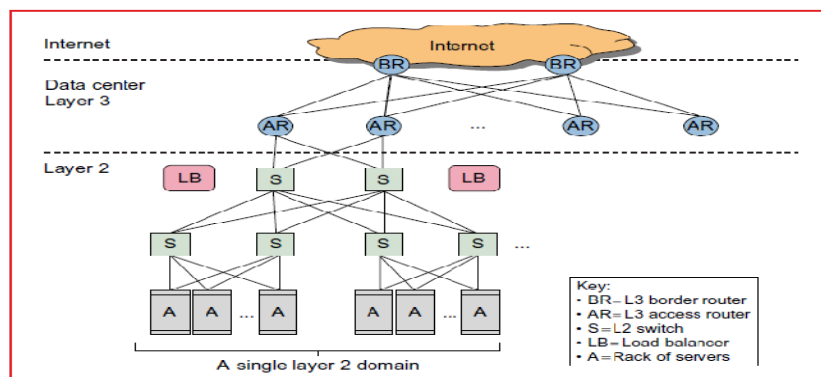 Internet
Internet
BR BR
Data center
Layer 3
AR AR ... AR AR
Layer 2
LB S S LB
S S S S ...
A A ... A A A ... A
A single layer 2 domain
Key:
• BR=L3 border router
• AR=L3 access router
• S=L2 switch
• LB=Load balancer
• A=Rack of servers